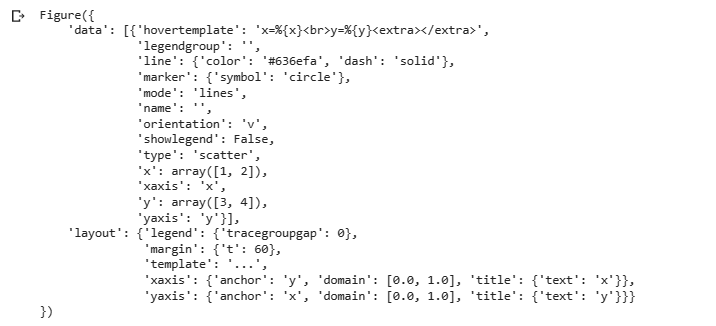 Figure({
    'data': [{'hovertemplate': 'x=%{x}<br>y=%{y}<extra></extra>',
              'legendgroup': '',
              'line': {'color': '#636efa', 'dash': 'solid'},
              'marker': {'symbol': 'circle'},
              'mode': 'lines',
              'name': '',
              'orientation': 'v',
              'showlegend': False,
              'type': 'scatter',
              'x': array([1, 2]),
              'xaxis': 'x',
              'y': array([3, 4]),
              'yaxis': 'y'}],
    'layout': {'legend': {'tracegroupgap': 0},
               'margin': {'t': 60},
               'template': '...',
               'xaxis': {'anchor': 'y', 'domain': [0.0, 1.0], 'title': {'text': 'x'}},
               'yaxis': {'anchor': 'x', 'domain': [0.0, 1.0], 'title': {'text': 'y'}}}
})